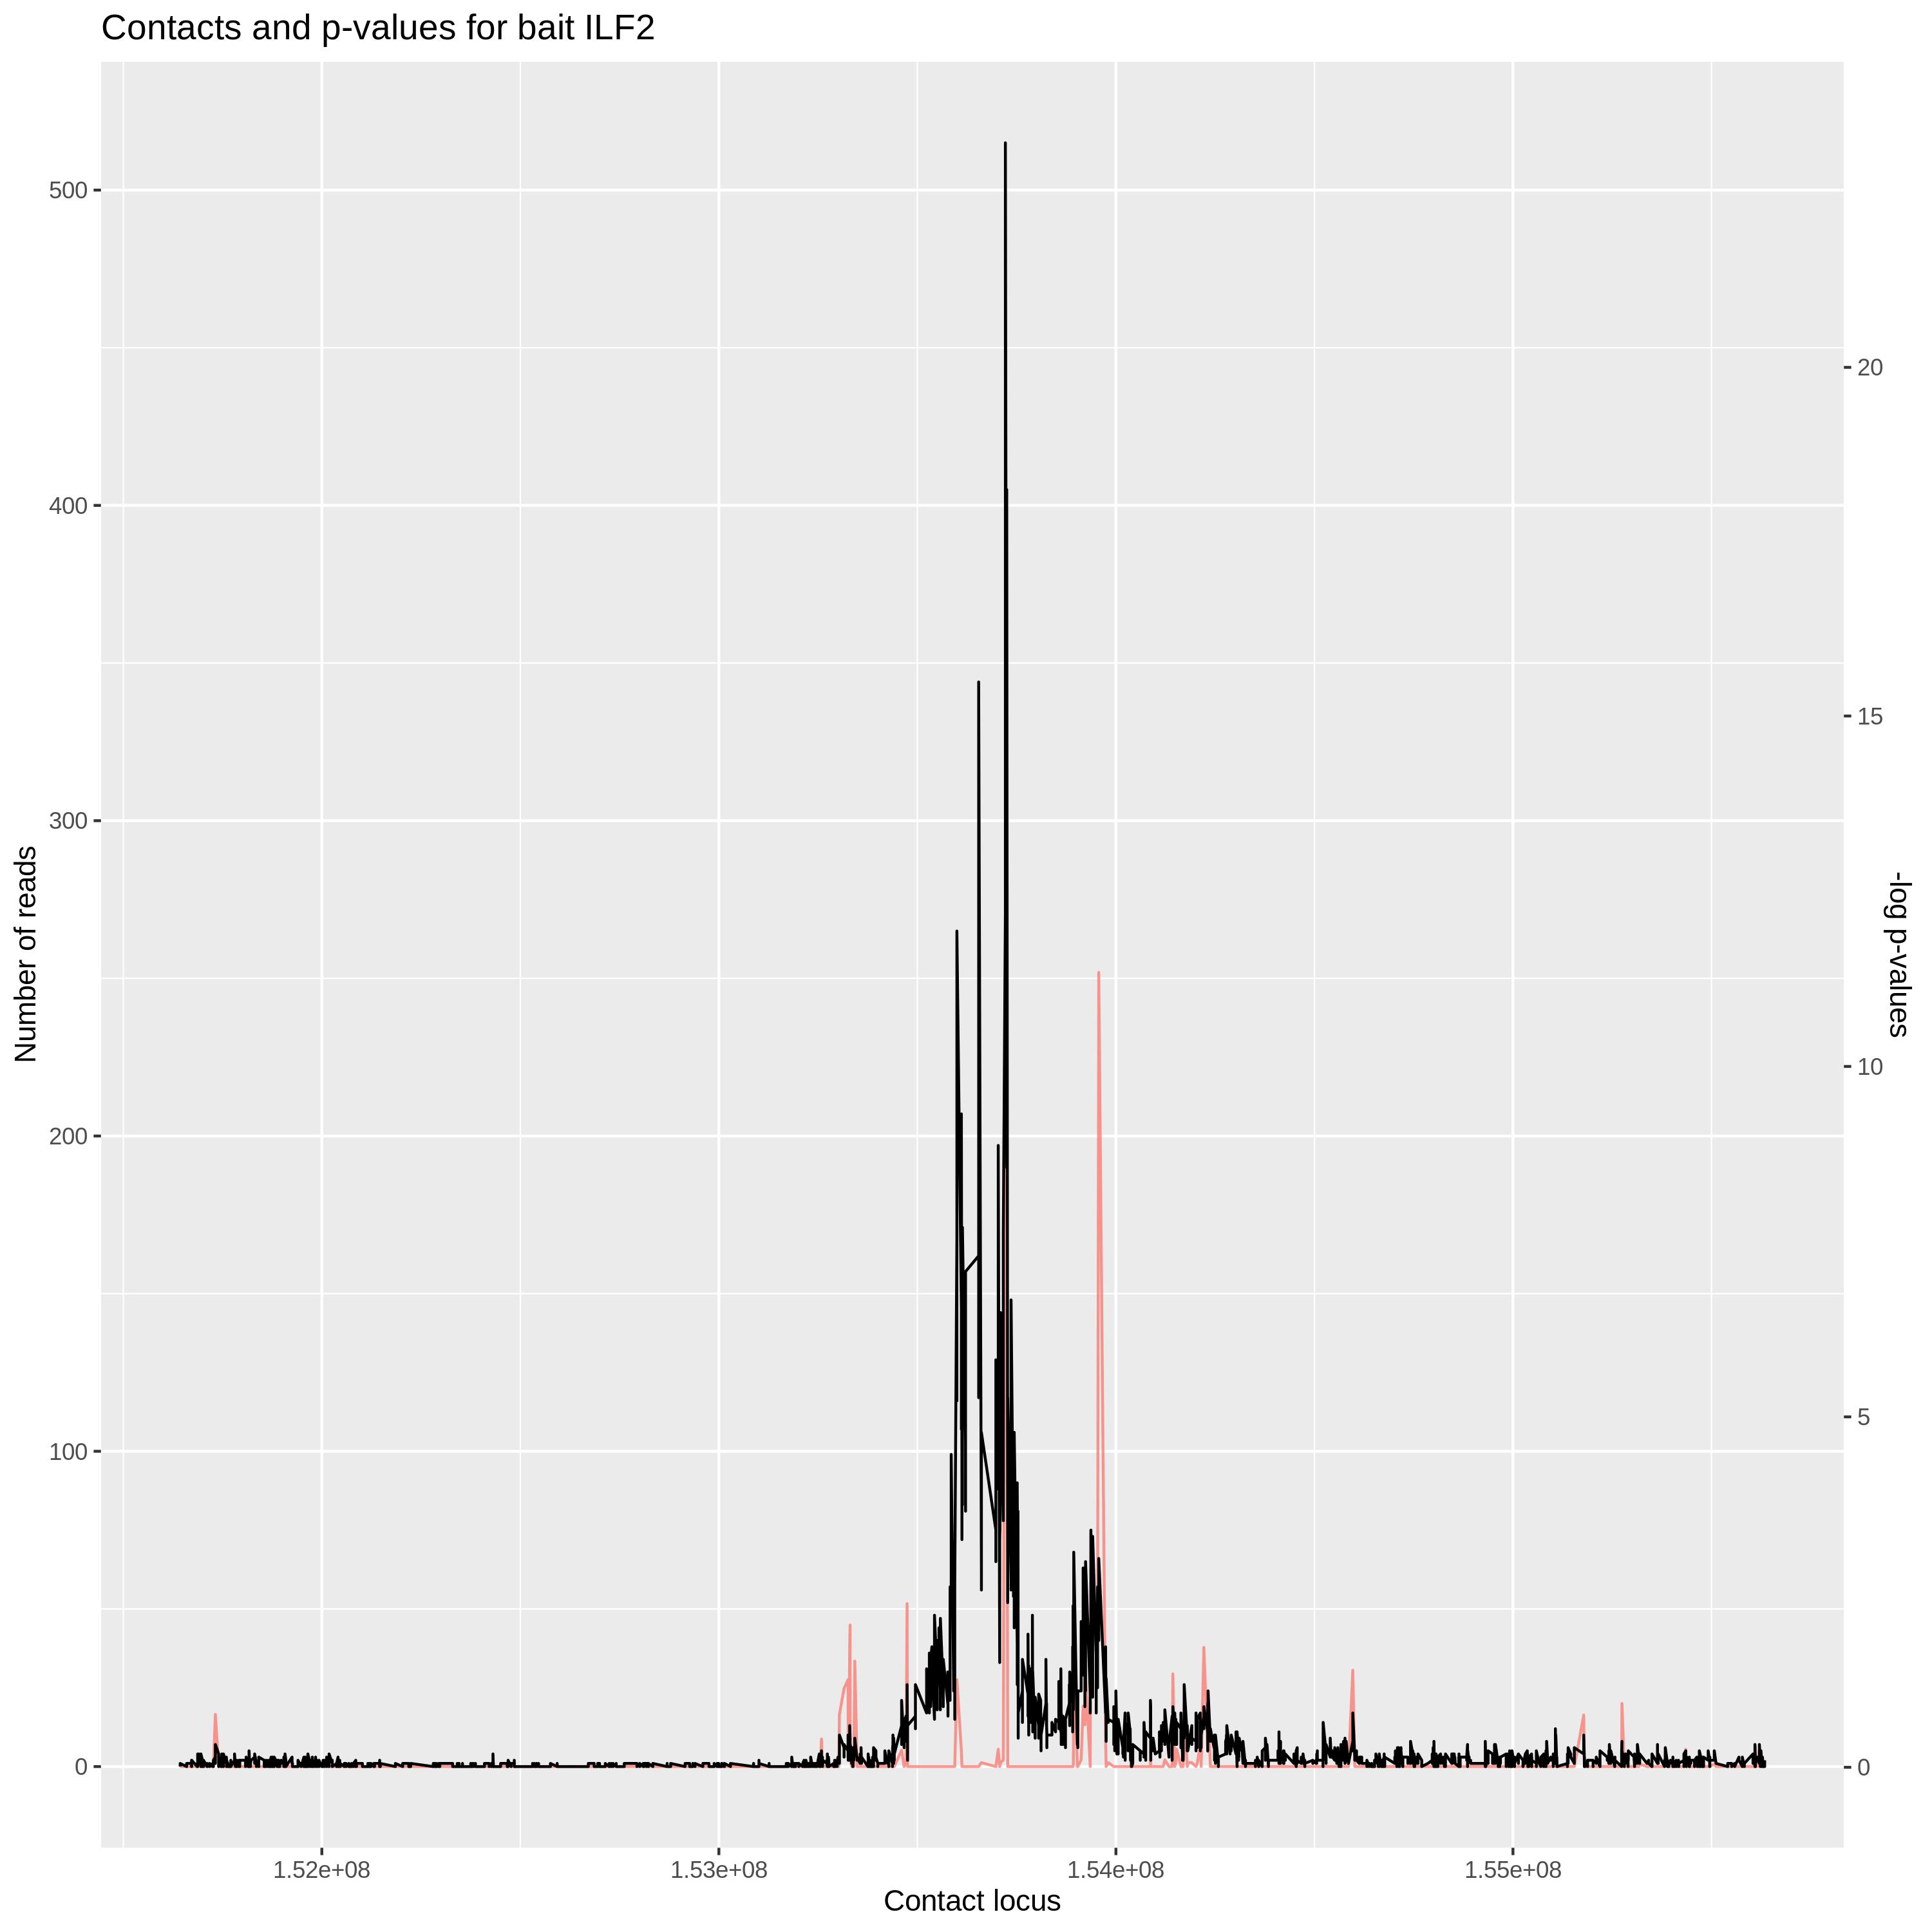 Contacts and p-values for bait ILF2
500
400
300
200
100
0
20
15
10
5
0
Number of reads
-log p-values
1.52e+08
1.53e+08
1.54e+08
1.55e+08
Contact locus